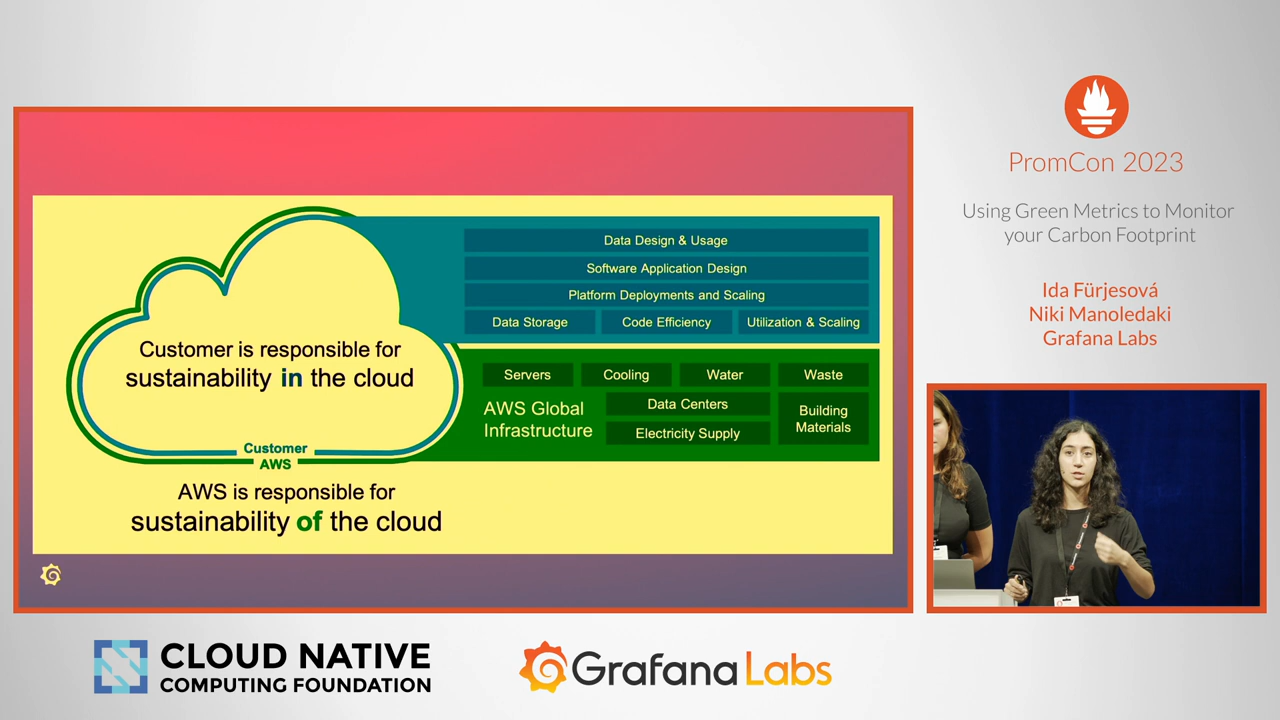 Customer is responsible for
sustainability in the cloud
Customer
AWS
AWS is responsible for
sustainability of the cloud
Data Design & Usage
Software Application Design
Platform Deployments and Scaling
Data Storage
Code Efficiency
Utilization & Scaling
Servers
Cooling
Water
Waste
AWS Global
Infrastructure
Data Centers
Electricity Supply
Building
Materials
PromCon 2023
Using Green Metrics to Monitor
your Carbon Footprint
Ida Fürjesová
Niki Manoledaki
Grafana Labs
CLOUD NATIVE
COMPUTING FOUNDATION
Grafana Labs